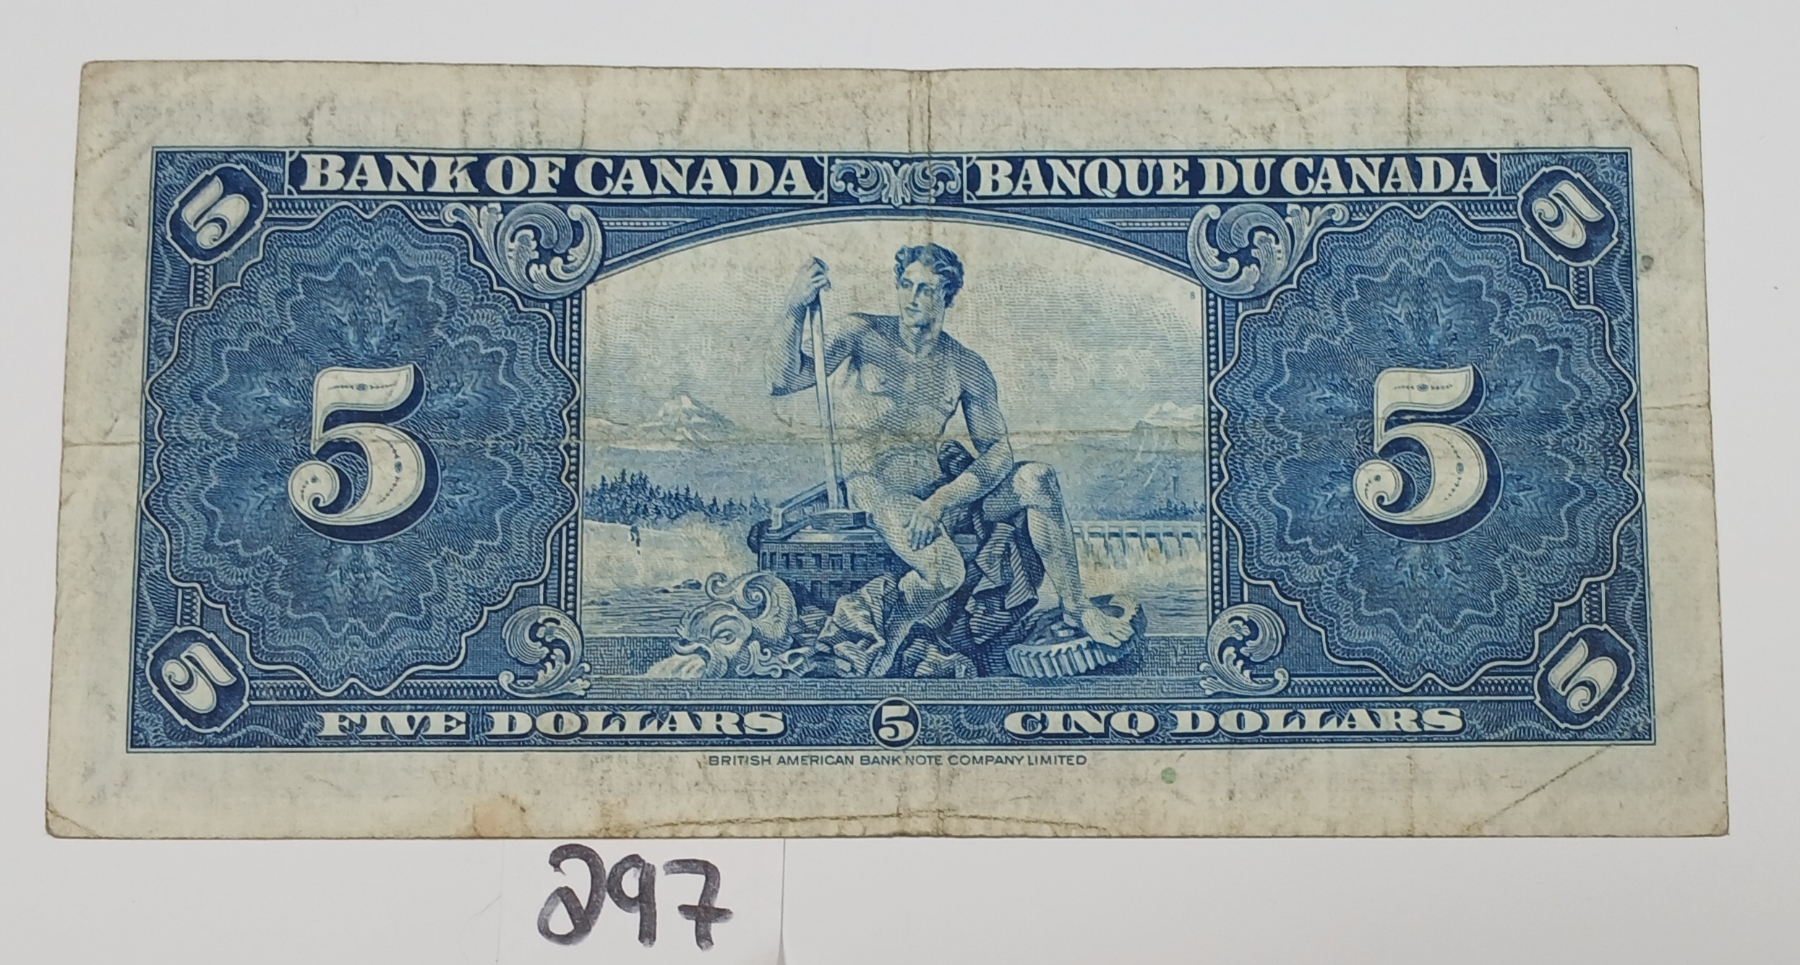 BANK OF CANADA BANQUE DU CANADA
5 5
5 5
5 5
FIVE DOLLARS 5 CINQ DOLLARS
BRITISH AMERICAN BANK NOTE COMPANY LIMITED
297